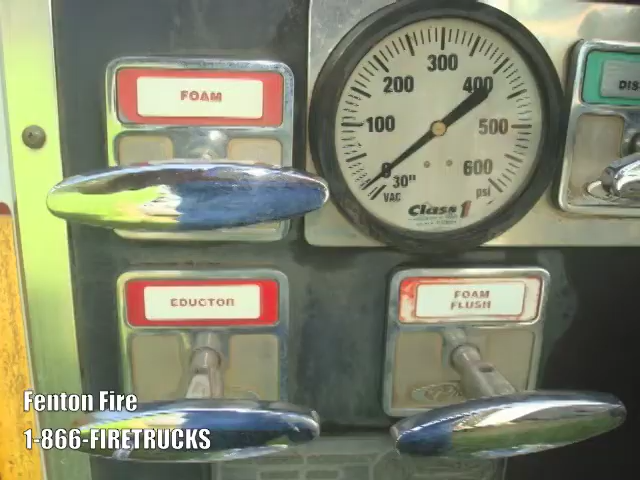 FOAM
300
200
400
DIS
100
500
0
600
30"
VAC
psi
Class 1
EDUCTOR
FOAM
FLUSH
Fenton Fire
1-866-FIRETRUCKS